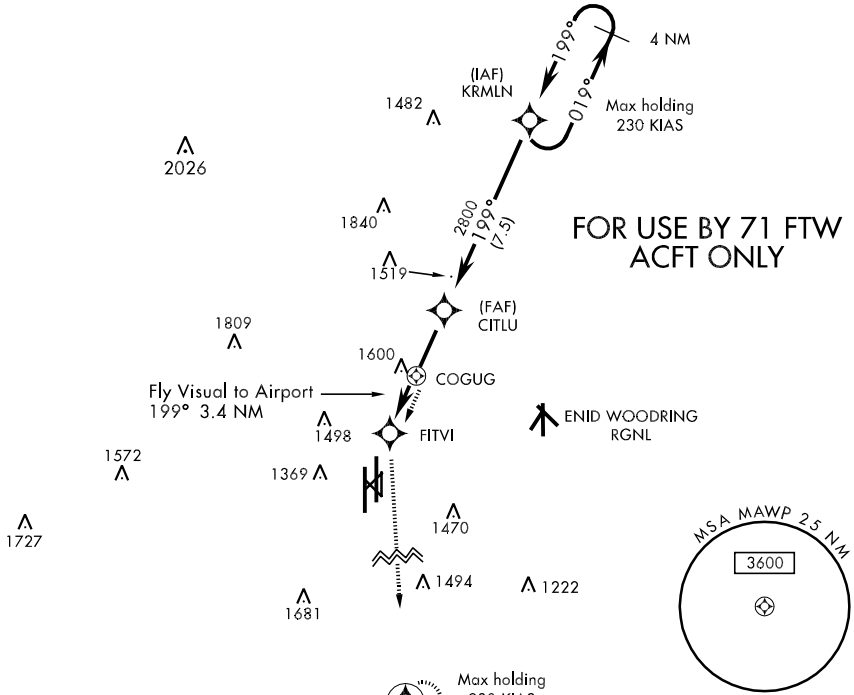 199°
4 NM
(IAF)
KRMLN
019°
Max holding
230 KIAS
1482
2026
1840
2800
199°
(7.5)
FOR USE BY 71 FTW
ACFT ONLY
1519
(FAF)
CITLU
1809
1600
COGUG
Fly Visual to Airport
199° 3.4 NM
1498
FITVI
ENID WOODRING
RGNL
1572
1369
1470
1727
MSA MAWP 25 NM
3600
1494
1222
1681
Max holding